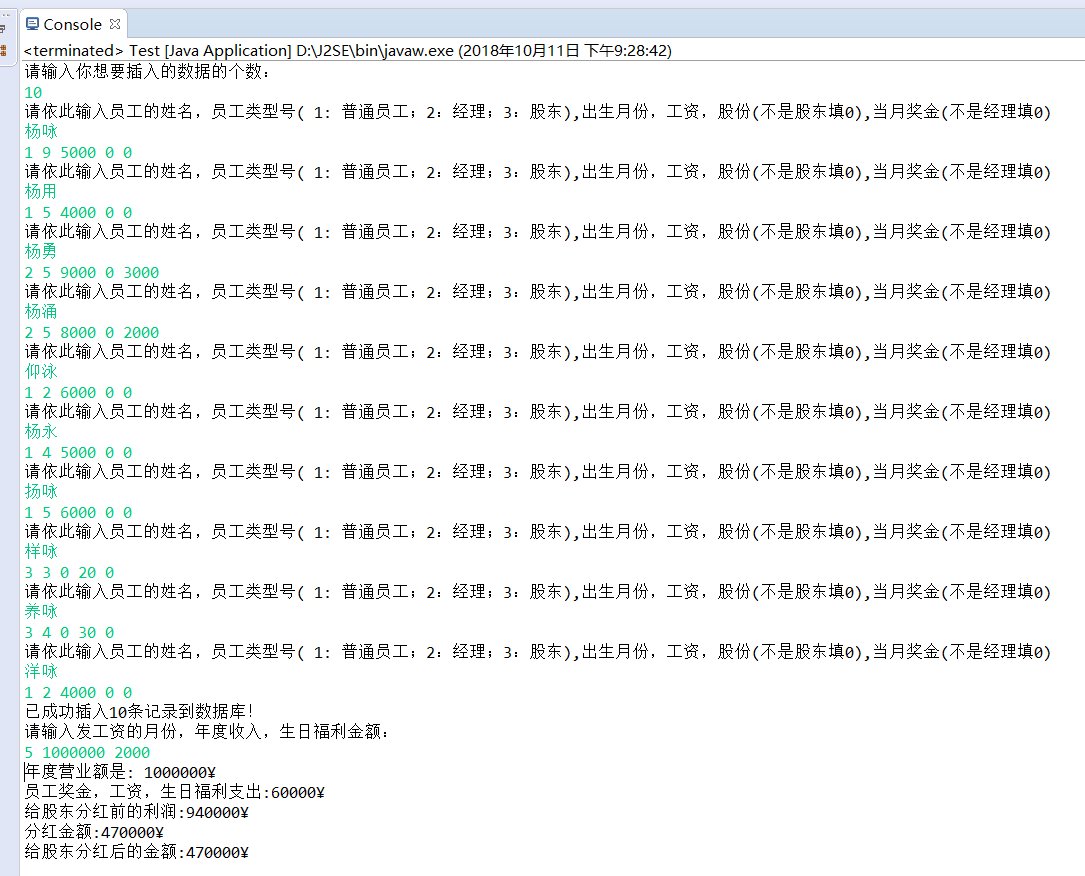 Console
<terminated> Test [Java Application] D:\J2SE\bin\javaw.exe (2018年10月11日 下午9:28:42)
请输入你想要插入的数据的个数:
10
请依此输入员工的姓名, 员工类型号( 1: 普通员工; 2: 经理; 3: 股东),出生月份, 工资, 股份(不是股东填0),当月奖金(不是经理填0)
杨咏
1 9 5000 0 0
请依此输入员工的姓名, 员工类型号( 1: 普通员工; 2: 经理; 3: 股东),出生月份, 工资, 股份(不是股东填0),当月奖金(不是经理填0)
杨用
1 5 4000 0 0
请依此输入员工的姓名, 员工类型号( 1: 普通员工; 2: 经理; 3: 股东),出生月份, 工资, 股份(不是股东填0),当月奖金(不是经理填0)
杨勇
2 5 9000 0 3000
请依此输入员工的姓名, 员工类型号( 1: 普通员工; 2: 经理; 3: 股东),出生月份, 工资, 股份(不是股东填0),当月奖金(不是经理填0)
杨涌
2 5 8000 0 2000
请依此输入员工的姓名, 员工类型号( 1: 普通员工; 2: 经理; 3: 股东),出生月份, 工资, 股份(不是股东填0),当月奖金(不是经理填0)
仰泳
1 2 6000 0 0
请依此输入员工的姓名, 员工类型号( 1: 普通员工; 2: 经理; 3: 股东),出生月份, 工资, 股份(不是股东填0),当月奖金(不是经理填0)
杨永
1 4 5000 0 0
请依此输入员工的姓名, 员工类型号( 1: 普通员工; 2: 经理; 3: 股东),出生月份, 工资, 股份(不是股东填0),当月奖金(不是经理填0)
扬咏
1 5 6000 0 0
请依此输入员工的姓名, 员工类型号( 1: 普通员工; 2: 经理; 3: 股东),出生月份, 工资, 股份(不是股东填0),当月奖金(不是经理填0)
样咏
3 3 0 20 0
请依此输入员工的姓名, 员工类型号( 1: 普通员工; 2: 经理; 3: 股东),出生月份, 工资, 股份(不是股东填0),当月奖金(不是经理填0)
养咏
3 4 0 30 0
请依此输入员工的姓名, 员工类型号( 1: 普通员工; 2: 经理; 3: 股东),出生月份, 工资, 股份(不是股东填0),当月奖金(不是经理填0)
洋咏
1 2 4000 0 0
已成功插入10条记录到数据库!
请输入发工资的月份, 年度收入, 生日福利金额:
5 1000000 2000
年度营业额是: 1000000¥
员工奖金, 工资, 生日福利支出:60000¥
给股东分红前的利润:940000¥
分红金额:470000¥
给股东分红后的金额:470000¥